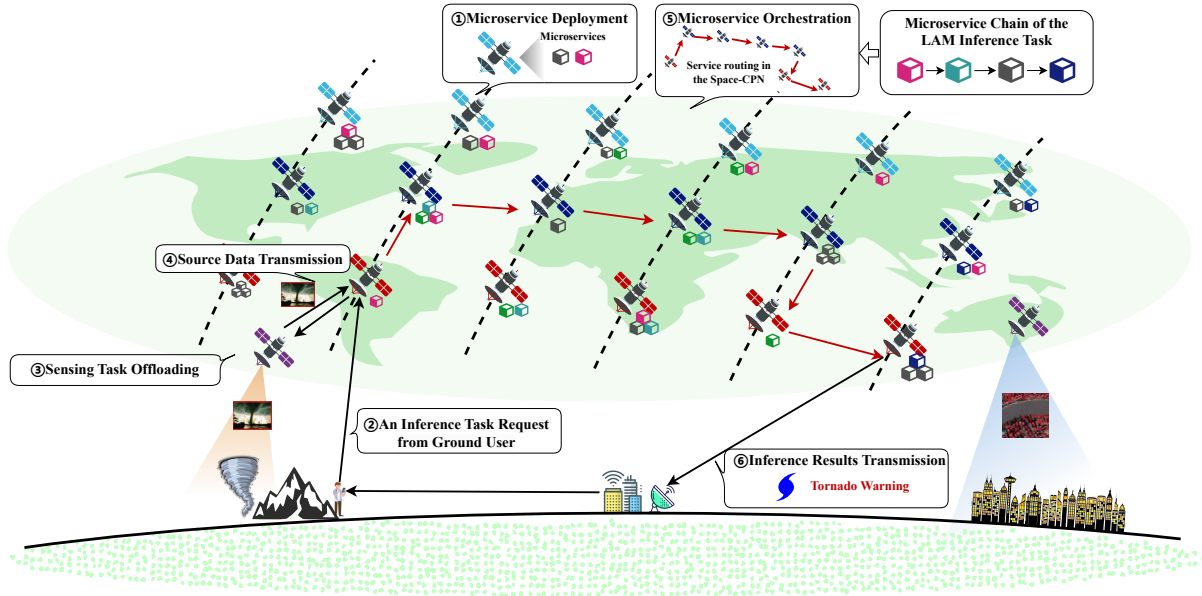 ①Microservice Deployment
Microservices
⑤Microservice Orchestration
Service routing in
the Space-CPN
Microservice Chain of the
LAM Inference Task
④Source Data Transmission
③Sensing Task Offloading
②An Inference Task Request
from Ground User
⑥Inference Results Transmission
Tornado Warning